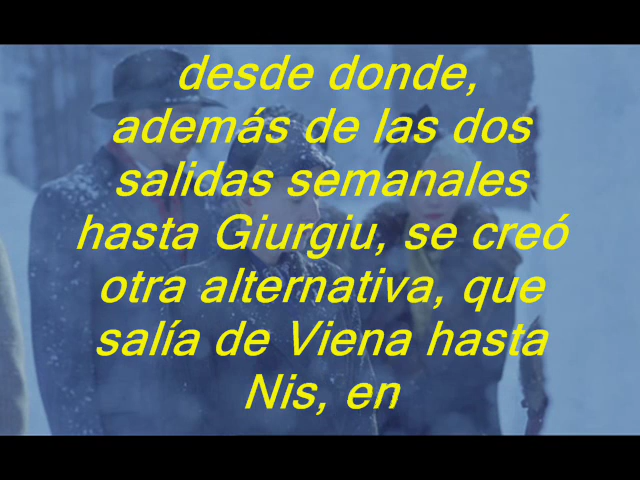 desde donde,
además de las dos
salidas semanales
hasta Giurgiu, se creó
otra alternativa, que
salía de Viena hasta
Nis, en